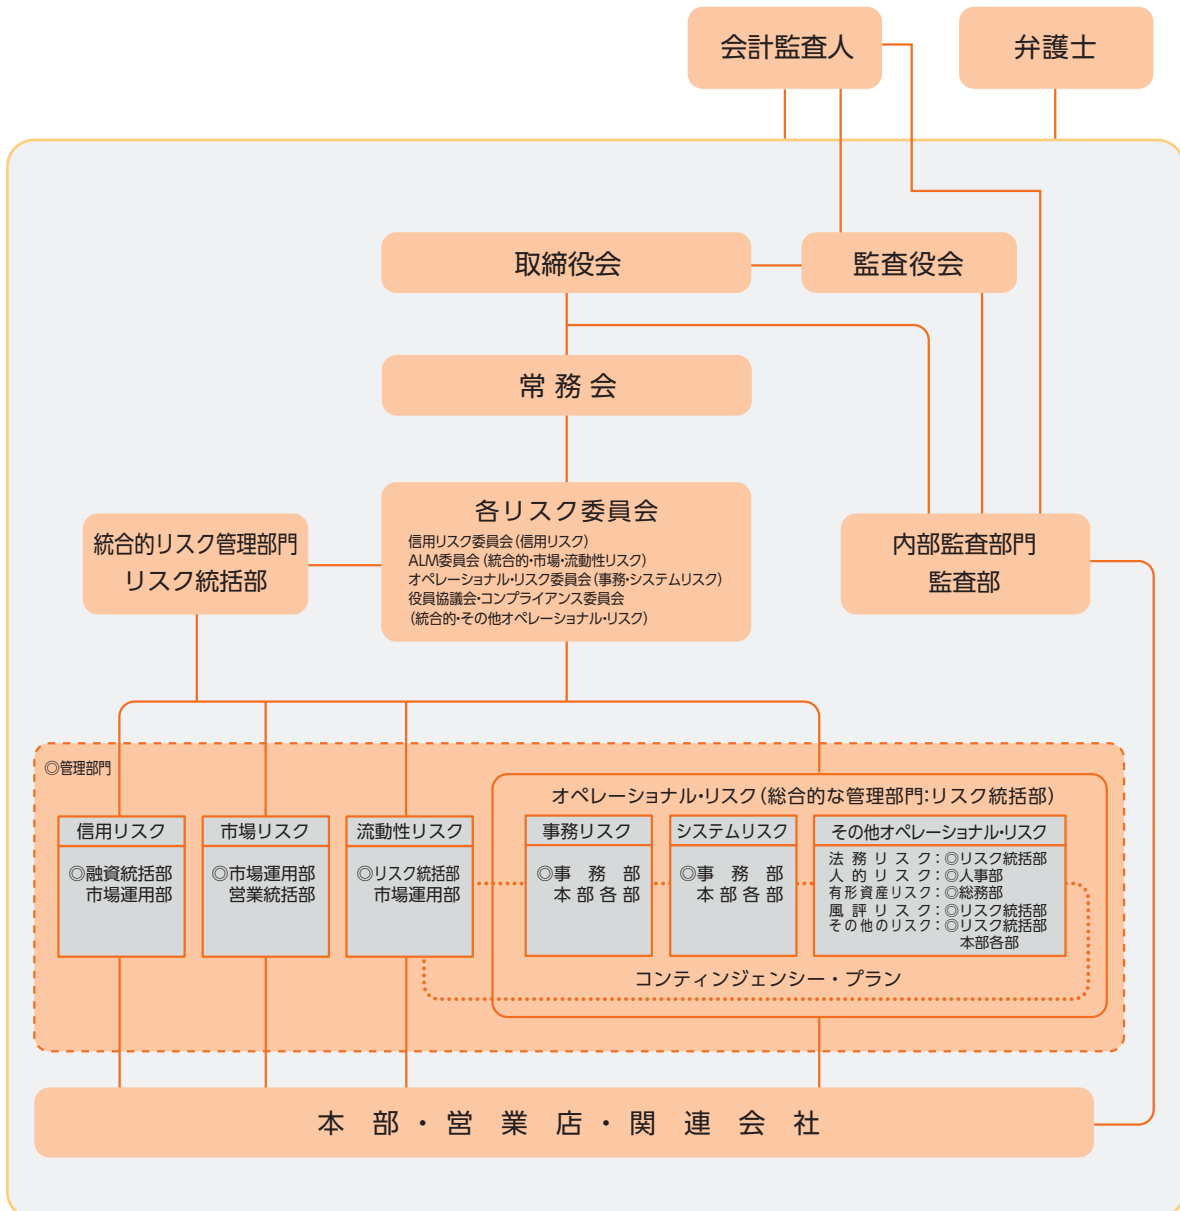 会計監査人
弁護士
取締役会
監査役会
常務会
各リスク委員会
信用リスク委員会(信用リスク)
ALM委員会(統合的・市場・流動性リスク)
オペレーショナル・リスク委員会(事務・システムリスク)
役員協議会・コンプライアンス委員会
(統合的・その他オペレーショナル・リスク)
統合的リスク管理部門
リスク統括部
内部監査部門
監査部
◎管理部門
オペレーショナル・リスク(総合的な管理部門:リスク統括部)
信用リスク
◎融資統括部
市場運用部
市場リスク
◎市場運用部
営業統括部
流動性リスク
◎リスク統括部
市場運用部
事務リスク
◎事務部
本部各部
システムリスク
◎事務部
本部各部
その他オペレーショナル・リスク
法務リスク:◎リスク統括部
人的リスク:◎人事部
有形資産リスク:◎総務部
風評リスク:◎リスク統括部
その他のリスク:◎リスク統括部
本部各部
コンティンジェンシー・プラン
本部・営業店・関連会社